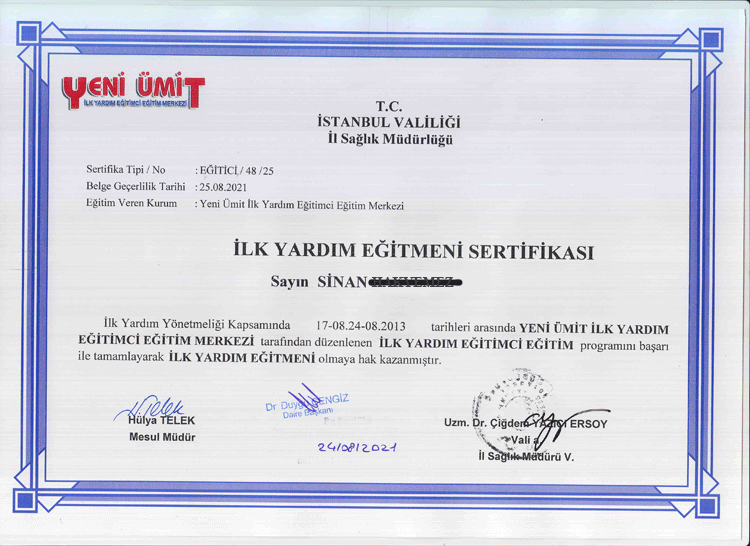 YENİ ÜMİT
İLK YARDIM EĞİTİMCİ EĞİTİM MERKEZİ
T.C.
İSTANBUL VALİLİĞİ
İl Sağlık Müdürlüğü
Sertifika Tipi / No : EĞİTİCİ / 48 /25
Belge Geçerlilik Tarihi : 25.08.2021
Eğitim Veren Kurum : Yeni Ümit İlk Yardım Eğitimci Eğitim Merkezi
İLK YARDIM EĞİTMENİ SERTİFİKASI
Sayın SİNAN
İlk Yardım Yönetmeliği Kapsamında 17-08.24-08.2013 tarihleri arasında YENİ ÜMİT İLK YARDIM
EĞİTİMCİ EĞİTİM MERKEZİ tarafından düzenlenen İLK YARDIM EĞİTİMCİ EĞİTİM programını başarı
ile tamamlayarak İLK YARDIM EĞİTMENİ olmaya hak kazanmıştır.
H. Telek
Hülya TELEK
Mesul Müdür
Dr Duygu CENGİZ
Daire Başkanı
24/08/2021
Uzm. Dr. Çiğdem YAZICI ERSOY
Vali a.
İl Sağlık Müdürü V.